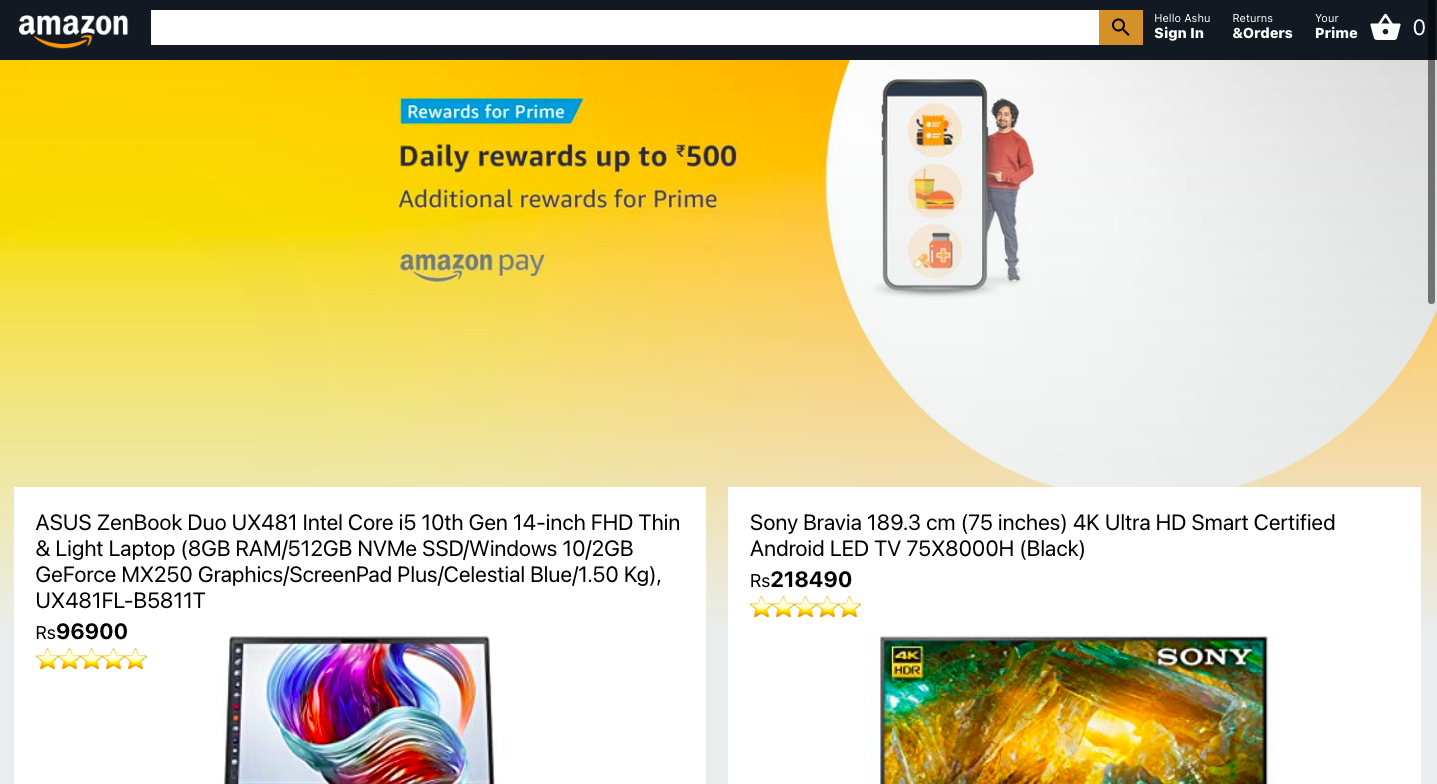 amazon
Hello Ashu
Sign In
Returns
&Orders
Your
Prime
0
Rewards for Prime
Daily rewards up to ₹500
Additional rewards for Prime
amazon pay
ASUS ZenBook Duo UX481 Intel Core i5 10th Gen 14-inch FHD Thin
& Light Laptop (8GB RAM/512GB NVMe SSD/Windows 10/2GB
GeForce MX250 Graphics/ScreenPad Plus/Celestial Blue/1.50 Kg),
UX481FL-B5811T
Rs96900
Sony Bravia 189.3 cm (75 inches) 4K Ultra HD Smart Certified
Android LED TV 75X8000H (Black)
Rs218490
4K
HDR
SONY